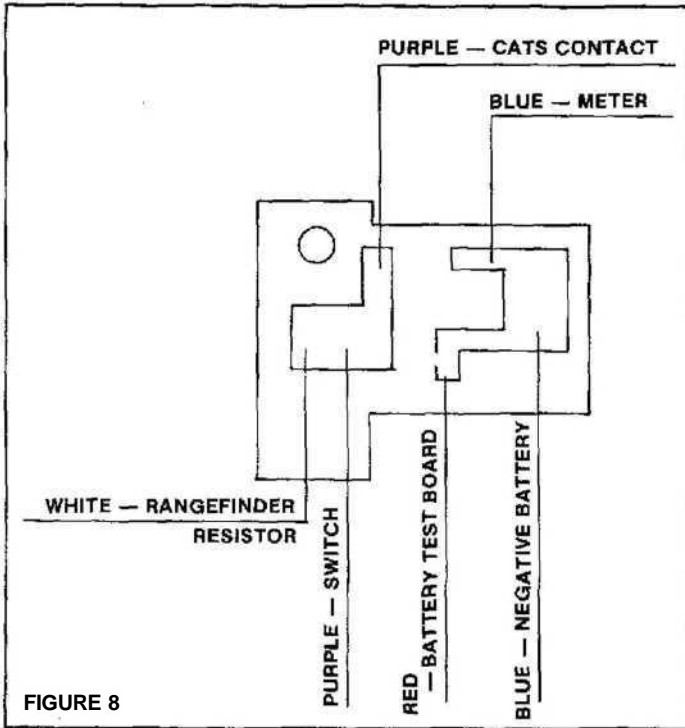 PURPLE — CATS CONTACT
BLUE — METER
WHITE — RANGEFINDER
RESISTOR
PURPLE — SWITCH
RED
— BATTERY TEST BOARD
BLUE — NEGATIVE BATTERY
FIGURE 8